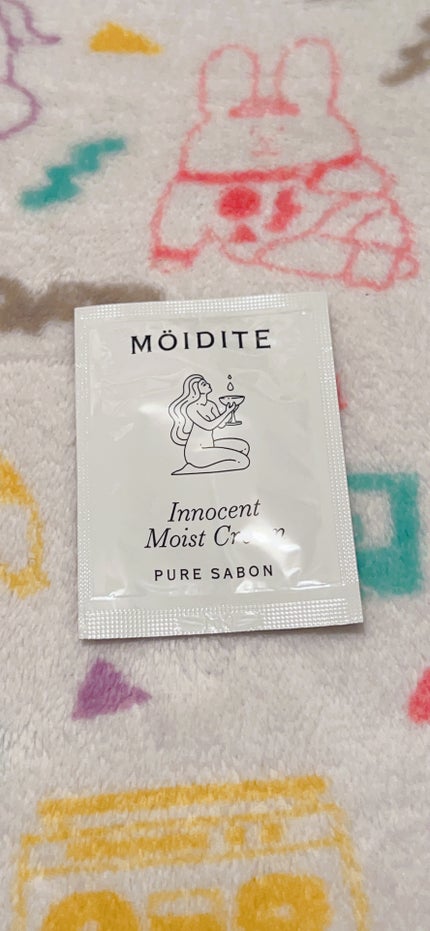 MÖIDITE
Innocent
Moist Cream
PURE SABON